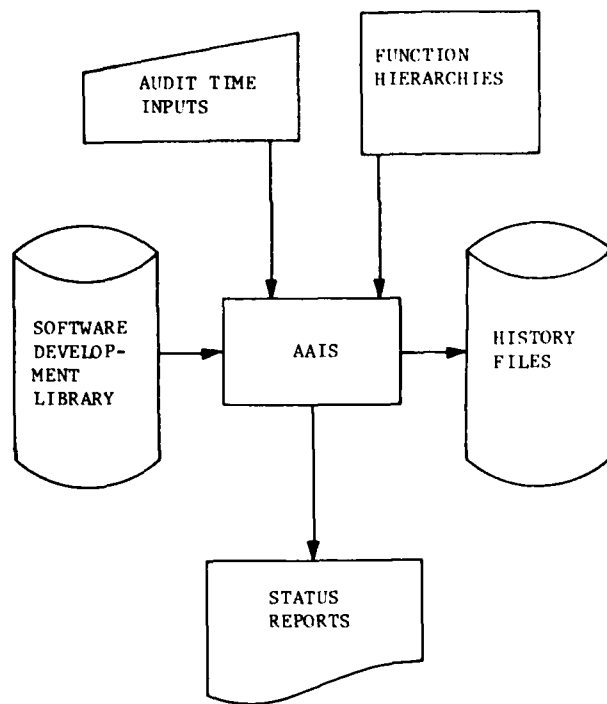 AUDIT TIME
INPUTS
FUNCTION
HIERARCHIES
SOFTWARE
DEVELOP-
MENT
LIBRARY
AAIS
HISTORY
FILES
STATUS
REPORTS